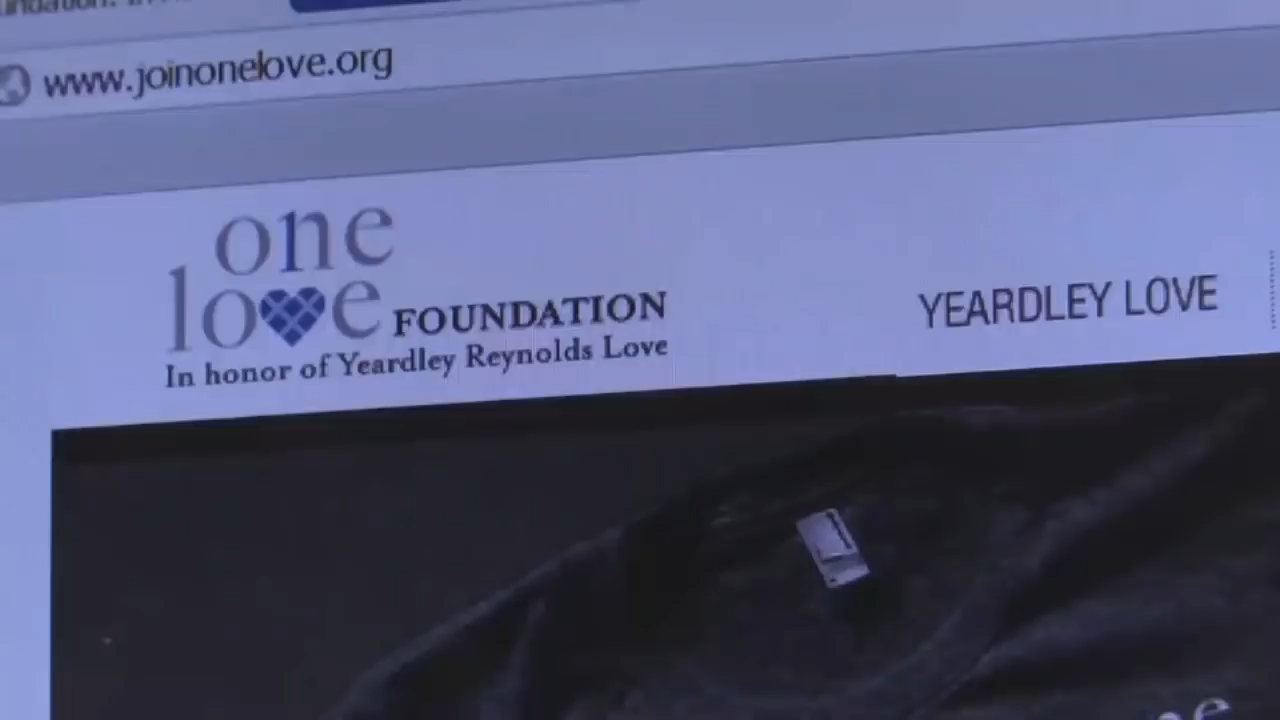 www.joinonelove.org
one
love FOUNDATION
In honor of Yeardley Reynolds Love
YEARDLEY LOVE